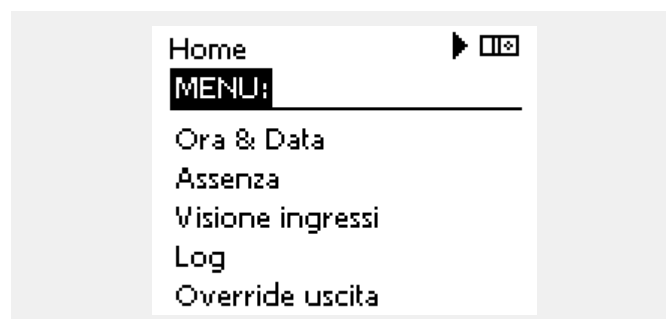 Home
MENU:
Ora & Data
Assenza
Visione ingressi
Log
Override uscita